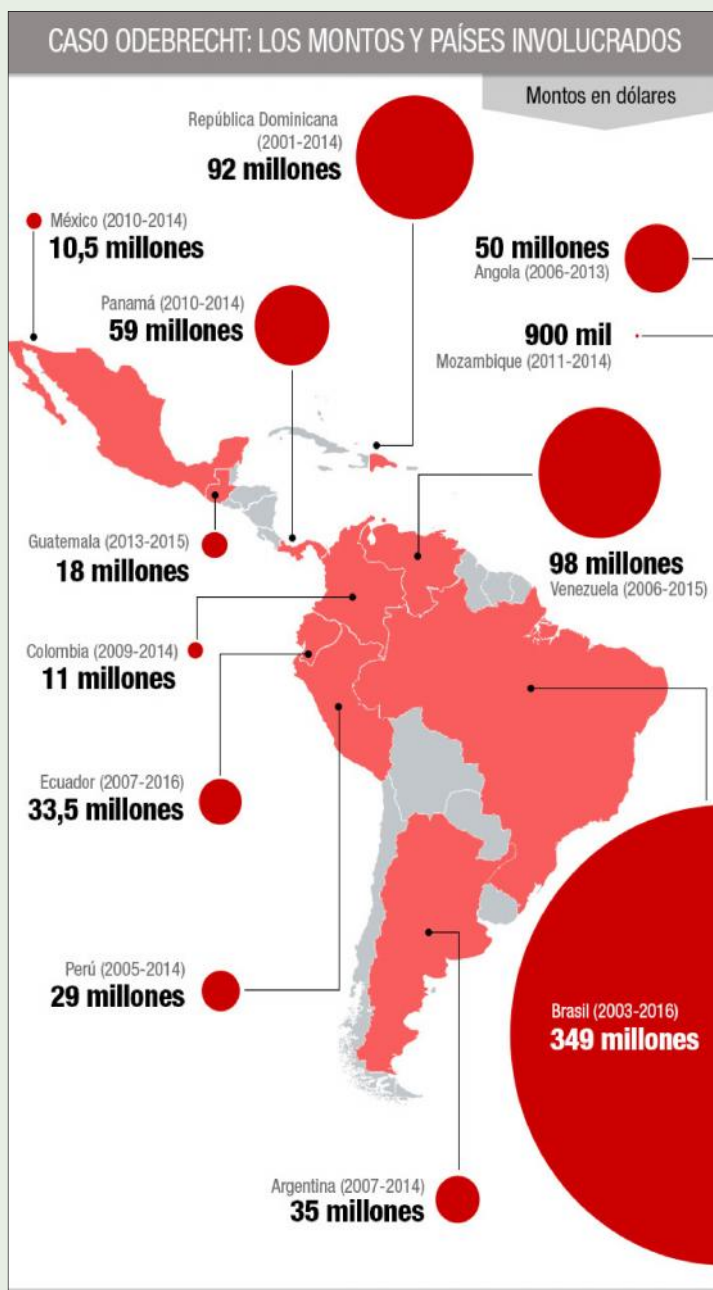 CASO ODEBRECHT: LOS MONTOS Y PAÍSES INVOLUCRADOS
Montos en dólares
República Dominicana
(2001-2014)
92 millones
México (2010-2014)
10,5 millones
50 millones
Angola (2006-2013)
Panamá (2010-2014)
59 millones
900 mil
Mozambique (2011-2014)
Guatemala (2013-2015)
18 millones
98 millones
Venezuela (2006-2015)
Colombia (2009-2014)
11 millones
Ecuador (2007-2016)
33,5 millones
Perú (2005-2014)
29 millones
Brasil (2003-2016)
349 millones
Argentina (2007-2014)
35 millones